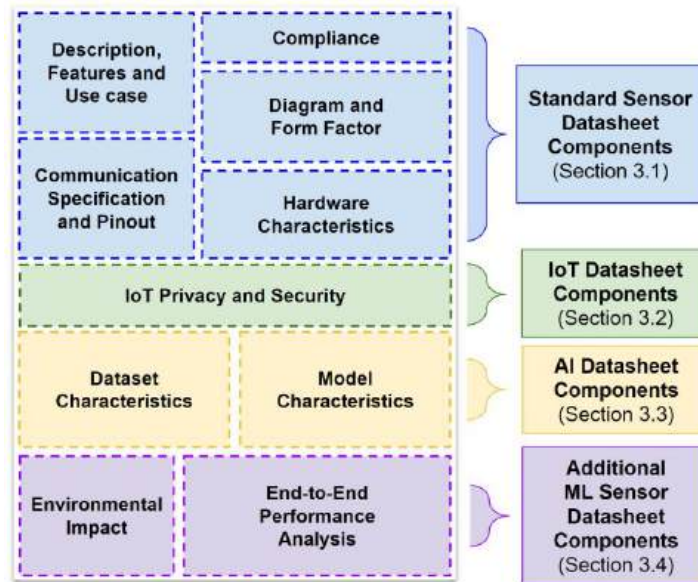 Description,
Features and
Use case
Compliance
Diagram and
Form Factor
Communication
Specification
and Pinout
Hardware
Characteristics
IoT Privacy and Security
Dataset
Characteristics
Model
Characteristics
Environmental
Impact
End-to-End
Performance
Analysis
Standard Sensor
Datasheet
Components
(Section 3.1)
IoT Datasheet
Components
(Section 3.2)
AI Datasheet
Components
(Section 3.3)
Additional
ML Sensor
Datasheet
Components
(Section 3.4)